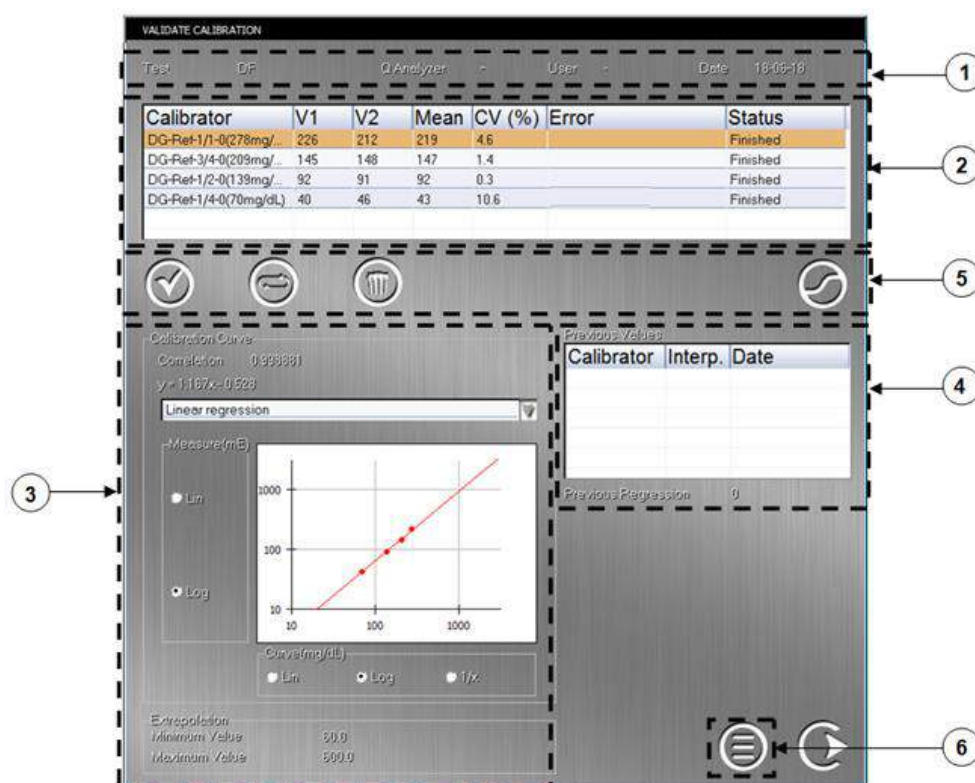 VALIDATE CALIBRATION
Test DF Q Analyzer - User - Date 18-06-18
1
Calibrator V1 V2 Mean CV (%) Error Status
DG-Ref-1/1-0(278mg/... 226 212 219 4.6 Finished
DG-Ref-3/4-0(209mg/... 145 148 147 1.4 Finished
DG-Ref-1/2-0(139mg/... 92 91 92 0.3 Finished
DG-Ref-1/4-0(70mg/dL) 40 46 43 10.6 Finished
2
5
Calibration Curve
Correlation
y = 1.167x - 0.528
Linear regression
Measure(mE)
Lin
Log
1000
100
10
10 100 1000
Curve(mg/dL)
Lin Log 1/x
Extrapolation
Minimum Value 60.0
Maximum Value 600.0
3
Previous Values
Calibrator Interp. Date
Previous Regression 0
4
6